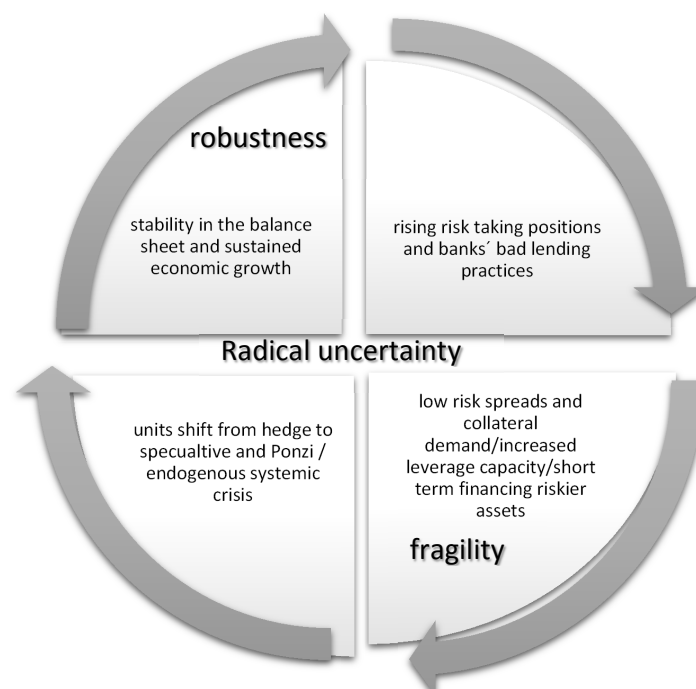 robustness
stability in the balance
sheet and sustained
economic growth
rising risk taking positions
and banks´ bad lending
practices
Radical uncertainty
units shift from hedge to
specualtive and Ponzi /
endogenous systemic
crisis
low risk spreads and
collateral
demand/increased
leverage capacity/short
term financing riskier
assets
fragility